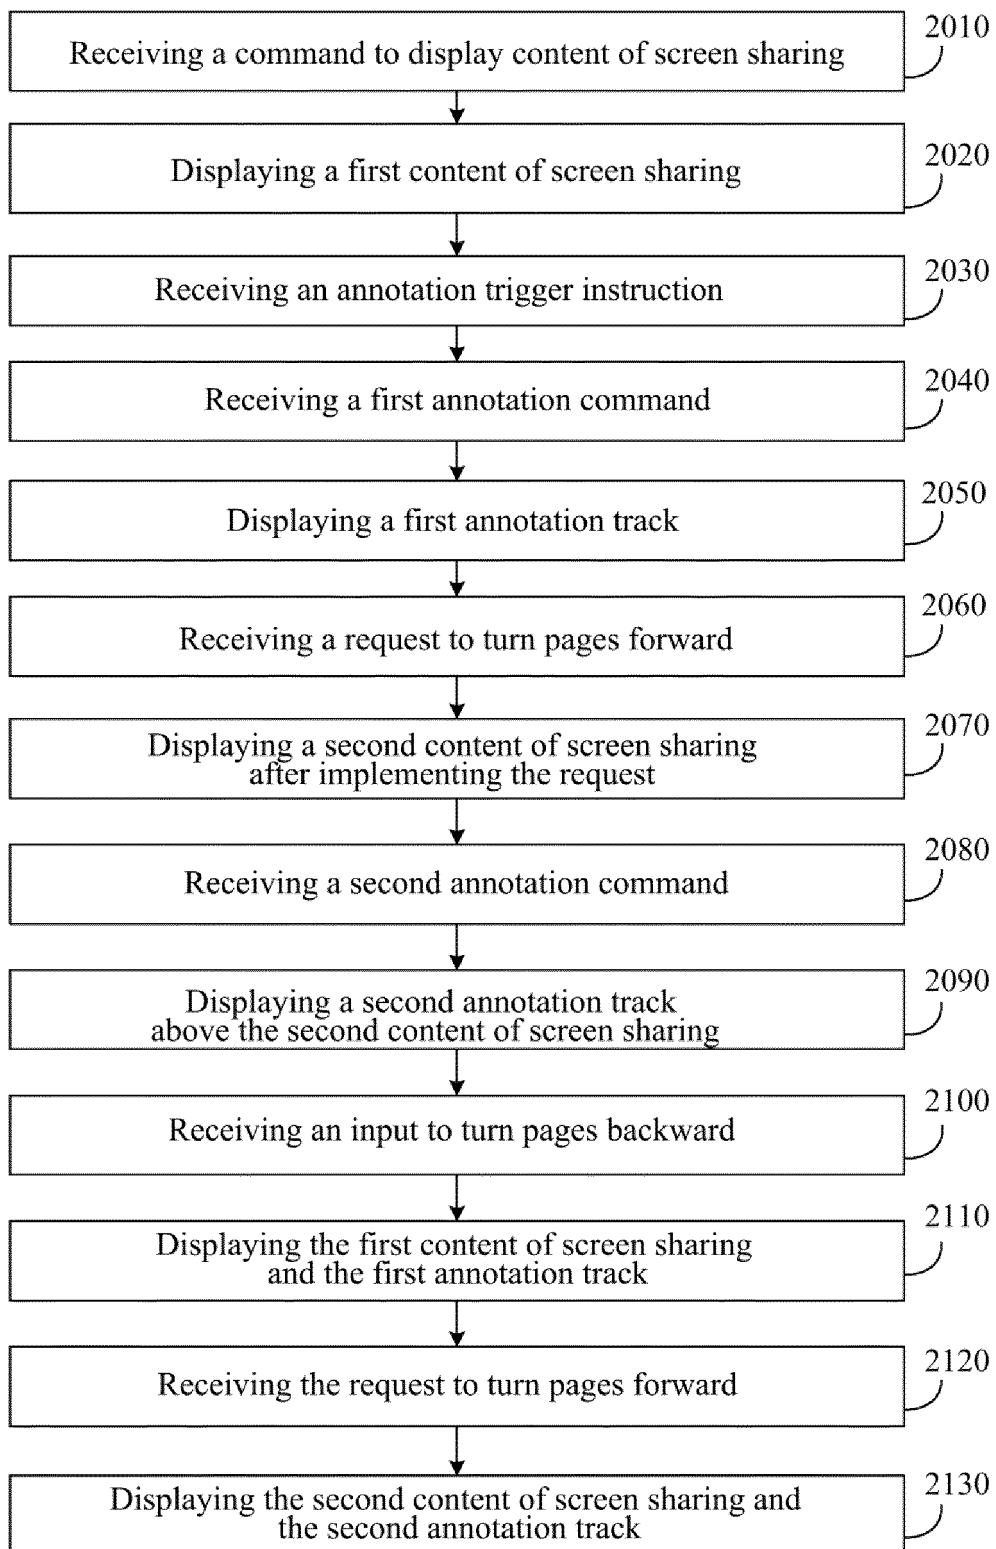 2010
Receiving a command to display content of screen sharing
2020
Displaying a first content of screen sharing
2030
Receiving an annotation trigger instruction
2040
Receiving a first annotation command
2050
Displaying a first annotation track
2060
Receiving a request to turn pages forward
2070
Displaying a second content of screen sharing
after implementing the request
2080
Receiving a second annotation command
2090
Displaying a second annotation track
above the second content of screen sharing
2100
Receiving an input to turn pages backward
2110
Displaying the first content of screen sharing
and the first annotation track
2120
Receiving the request to turn pages forward
2130
Displaying the second content of screen sharing and
the second annotation track